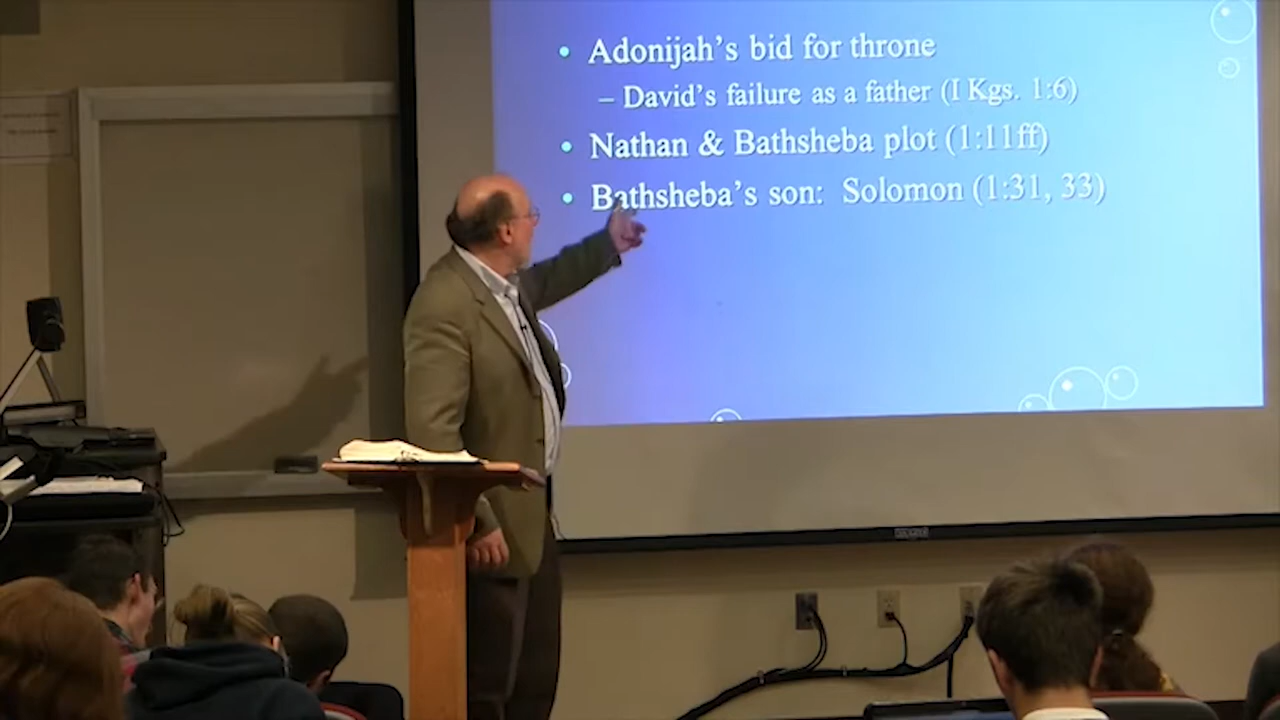 • Adonijah's bid for throne
– David's failure as a father (I Kgs. 1:6)
• Nathan & Bathsheba plot (1:11ff)
• Bathsheba's son: Solomon (1:31, 33)